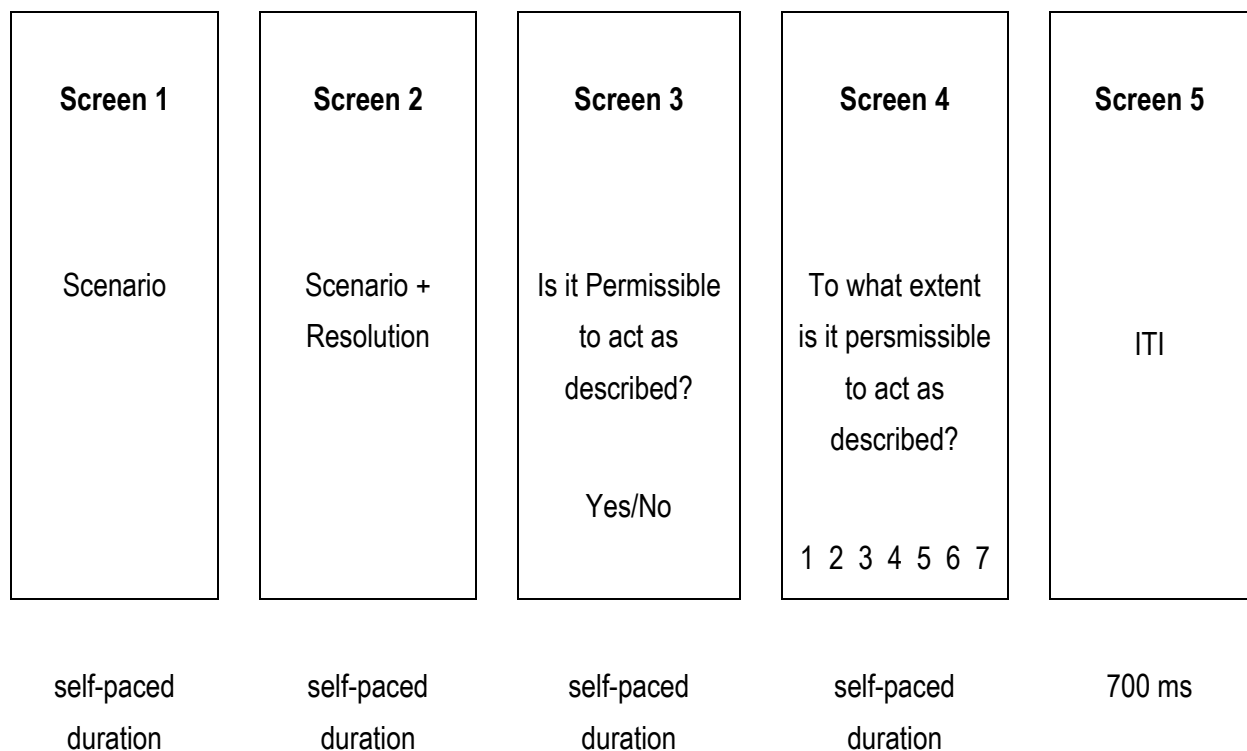 Screen 1
Scenario
self-paced
duration
Screen 2
Scenario +
Resolution
self-paced
duration
Screen 3
Is it Permissible
to act as
described?
Yes/No
self-paced
duration
Screen 4
To what extent
is it persmissible
to act as
described?
1 2 3 4 5 6 7
self-paced
duration
Screen 5
ITI
700 ms